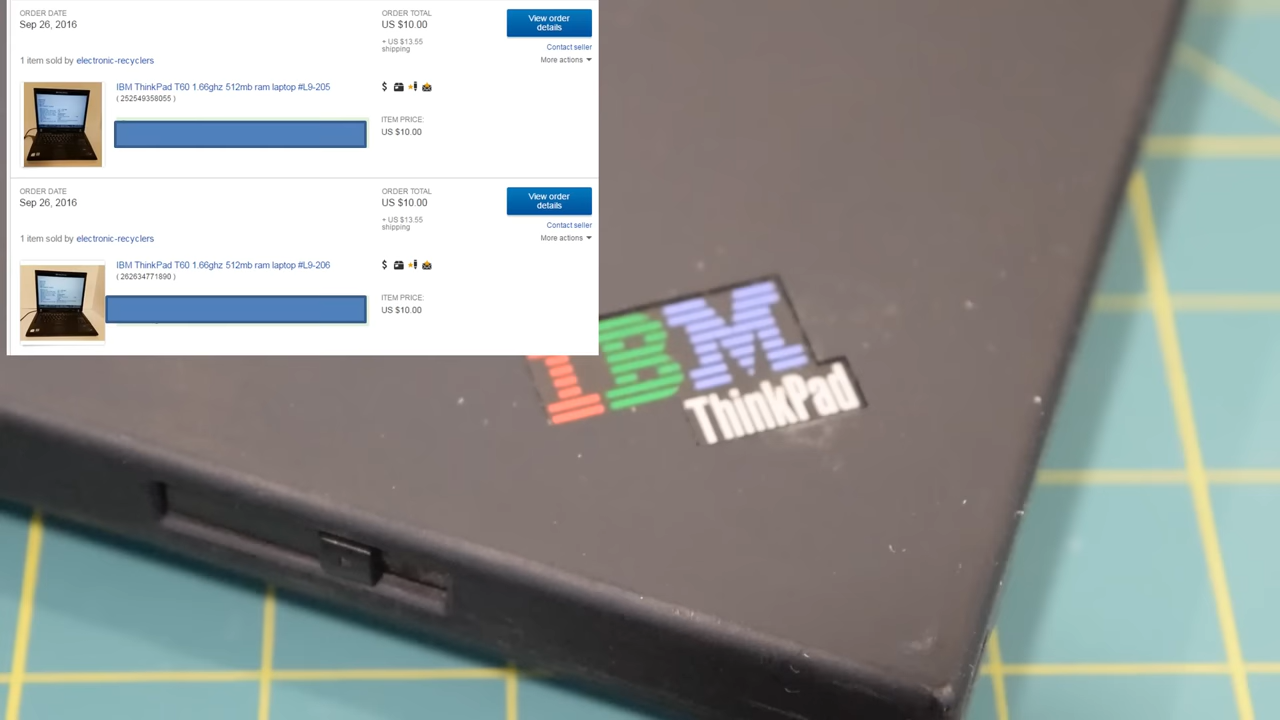 ORDER DATE
Sep 26, 2016
ORDER TOTAL
US $10.00
+ US $13.55
shipping
View order
details
Contact seller
More actions
1 item sold by electronic-recyclers
IBM ThinkPad T60 1.66ghz 512mb ram laptop #L9-205
( 252549358055 )
$
ITEM PRICE:
US $10.00
ORDER DATE
Sep 26, 2016
ORDER TOTAL
US $10.00
+ US $13.55
shipping
View order
details
Contact seller
More actions
1 item sold by electronic-recyclers
IBM ThinkPad T60 1.66ghz 512mb ram laptop #L9-206
( 262634771890 )
$
ITEM PRICE:
US $10.00
IBM
ThinkPad